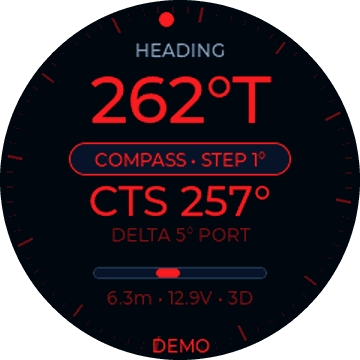 HEADING
262°T
COMPASS • STEP 1°
CTS 257°
DELTA 5° PORT
6.3m • 12.9V • 3D
DEMO